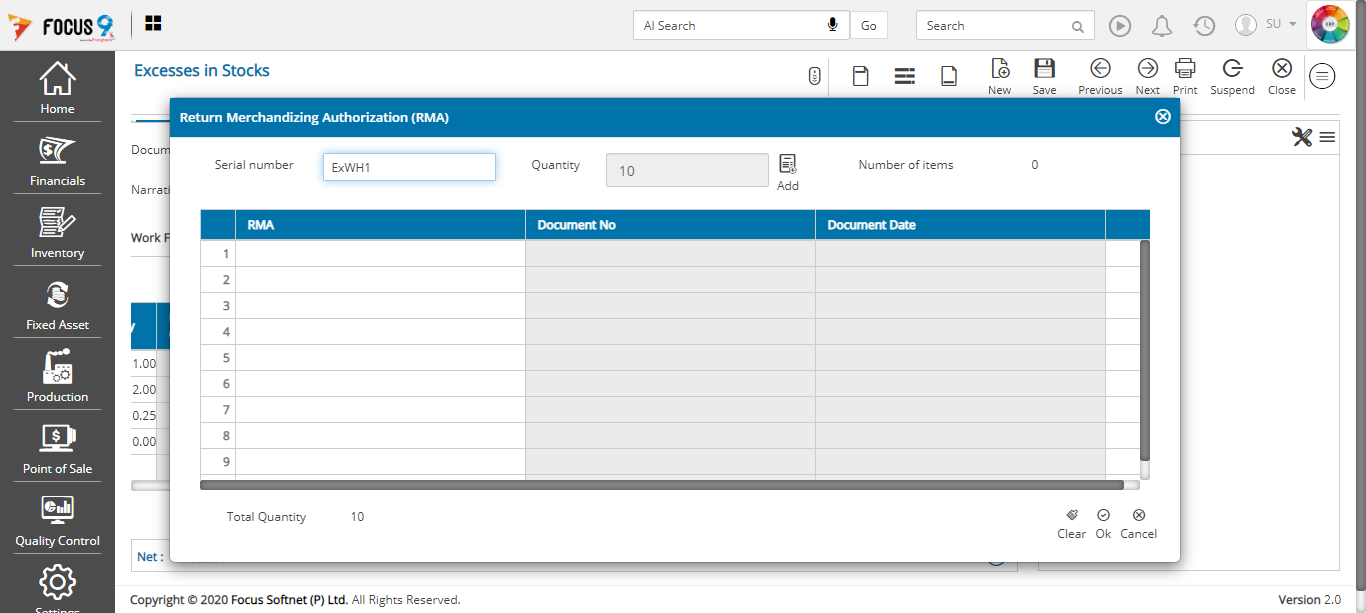 FOCUS 9
AI Search
Go
Search
SU
ERP
Excesses in Stocks
New
Save
Previous
Next
Print
Suspend
Close
Home
Financials
Inventory
Fixed Asset
Production
Point of Sale
Quality Control
Settings
Docum
Narrati
Work F
y
1.00
2.00
0.25
0.00
Net :
Return Merchandizing Authorization (RMA)
Serial number
ExWH1
Quantity
10
Add
Number of items
0
RMA
Document No
Document Date
1
2
3
4
5
6
7
8
9
Total Quantity
10
Clear
Ok
Cancel
Copyright © 2020 Focus Softnet (P) Ltd. All Rights Reserved.
Version 2.0